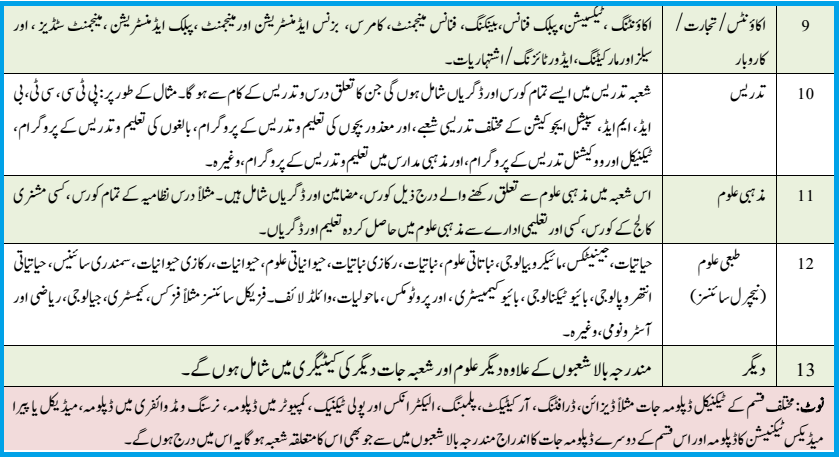 9 اکاؤنٹس/تجارت/ اکاؤنٹنگ، ٹیکسیشن، پبلک فنانس، بینکنگ، فنانس مینجمنٹ، کامرس، بزنس ایڈمنسٹریشن اور مینجمنٹ، پبلک ایڈمنسٹریشن، مینجمنٹ سٹڈیز، اور
کاروبار سیلز اور مارکیٹنگ، ایڈورٹائزنگ/اشتہاریات۔
10 تدریس شعبہ تدریس میں ایسے تمام کورس اور ڈگریاں شامل ہوں گی جن کا تعلق درس و تدریس کے کام سے ہو گا۔ مثال کے طور پر: پی ٹی سی، سی ٹی، بی
ایڈ، ایم ایڈ، سپیشل ایجوکیشن کے مختلف تدریسی شعبے، اور معذور بچوں کی تعلیم و تدریس کے پروگرام، بالغوں کی تعلیم و تدریس کے پروگرام،
ٹیکنیکل اور ووکیشنل تدریس کے پروگرام، اور مذہبی مدارس میں تعلیم و تدریس کے پروگرام، وغیرہ۔
11 مذہبی علوم اس شعبہ میں مذہبی علوم سے تعلق رکھنے والے درج ذیل کورس، مضامین اور ڈگریاں شامل ہیں۔ مثلاً درس نظامیہ کے تمام کورس، کسی مشنری
کالج کے کورس، کسی اور تعلیمی ادارے سے مذہبی علوم میں حاصل کردہ تعلیم اور ڈگریاں۔
12 طبعی علوم حیاتیات، جینیٹکس، مائیکروبیالوجی، نباتاتی علوم، نباتیات، رکازی نباتیات، حیواناتی علوم، حیوانیات، رکازی حیوانیات، سمندری سائینس، حیاتیاتی
(نیچرل سائنسز) انتھروپالوجی، بائیو ٹیکنالوجی، بائیو کیمیسٹری، اور پروٹومکس، ماحولیات، وائلڈ لائف۔ فزیکل سائنسز مثلاً فزکس، کیمسٹری، جیالوجی، ریاضی اور
آسٹرونومی، وغیرہ۔
13 دیگر مندرجہ بالا شعبوں کے علاوہ دیگر علوم اور شعبہ جات دیگر کی کیٹیگری میں شامل ہوں گے۔
نوٹ: مختلف قسم کے ٹیکنیکل ڈپلومہ جات مثلاً ڈیزائن، ڈرافٹنگ، آرکیٹیکٹ، پلمبنگ، الیکٹرانکس اور پولی ٹیکنیک، کمپیوٹر میں ڈپلومہ، نرسنگ و مڈوائفری میں ڈپلومہ، میڈیکل یا پیرا
میڈیکس ٹیکنیشن کا ڈپلومہ اور اس قسم کے دوسرے ڈپلومہ جات کا اندراج مندرجہ بالا شعبوں میں سے جو بھی اس کا متعلقہ شعبہ ہو گا یہ اس میں درج ہوں گے۔